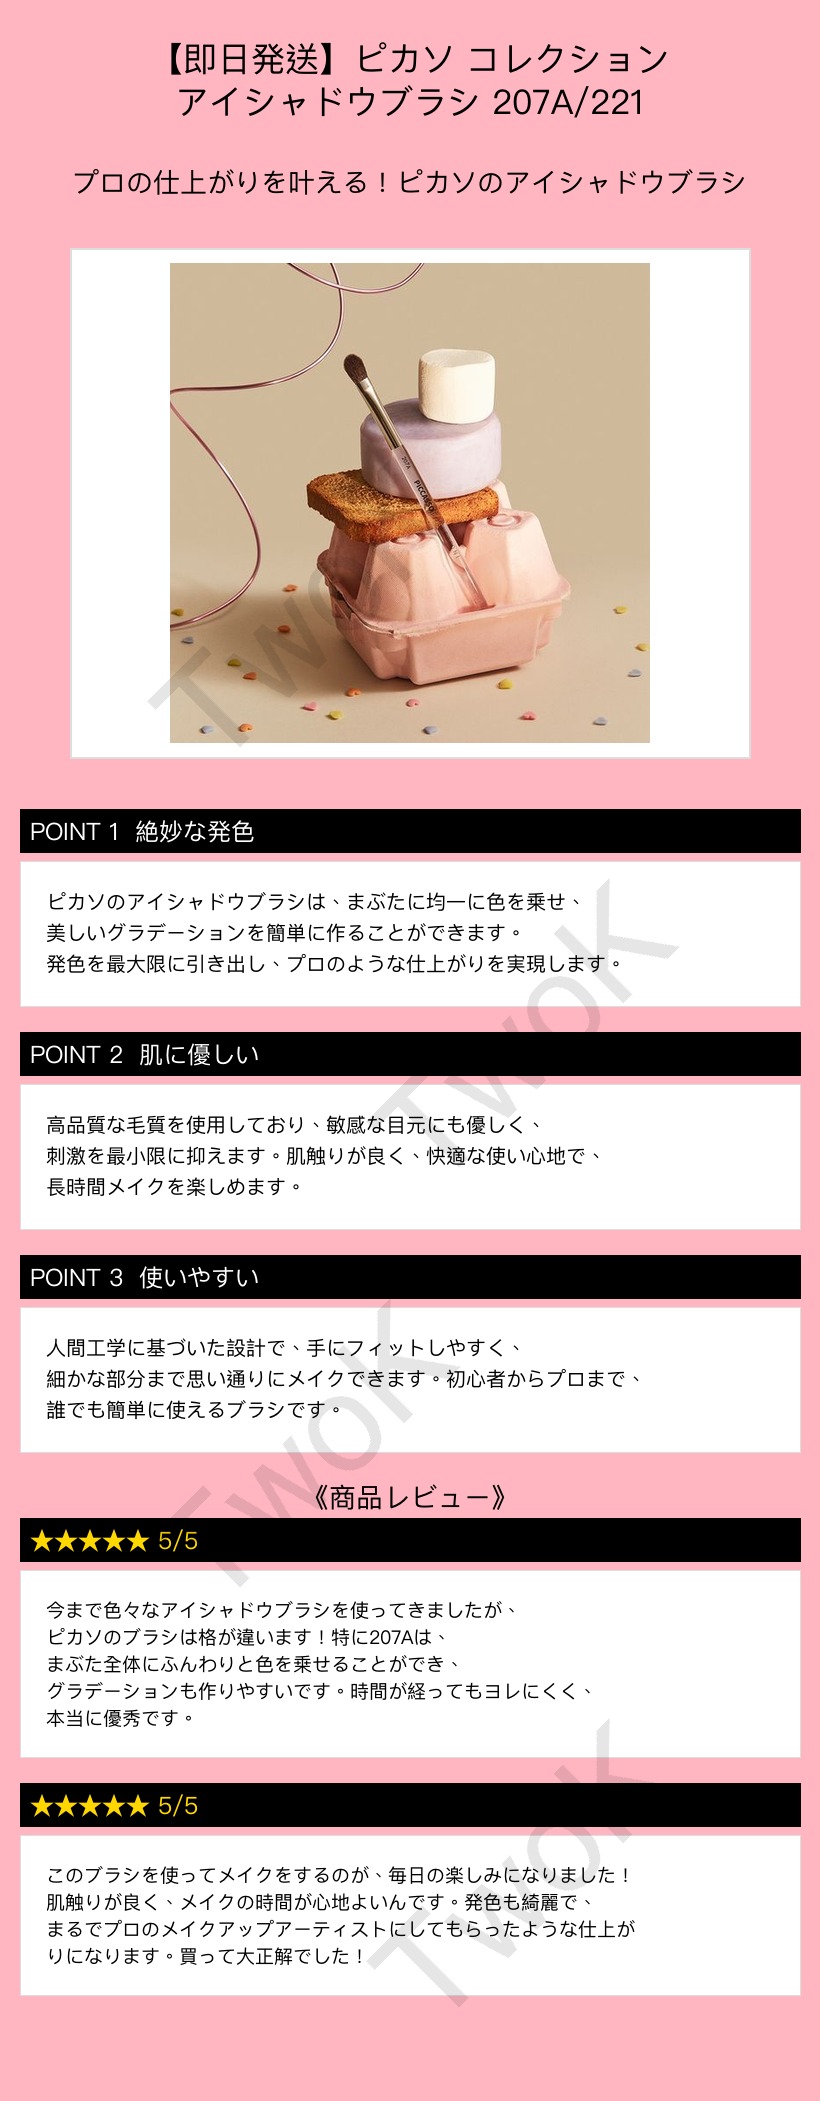 【即日発送】ピカソ コレクション
アイシャドウブラシ 207A/221
プロの仕上がりを叶える！ピカソのアイシャドウブラシ
207A
PICCASSO
TwoK
POINT 1 絶妙な発色
ピカソのアイシャドウブラシは、まぶたに均一に色を乗せ、
美しいグラデーションを簡単に作ることができます。
発色を最大限に引き出し、プロのような仕上がりを実現します。
TwoK
POINT 2 肌に優しい
高品質な毛質を使用しており、敏感な目元にも優しく、
刺激を最小限に抑えます。肌触りが良く、快適な使い心地で、
長時間メイクを楽しめます。
POINT 3 使いやすい
人間工学に基づいた設計で、手にフィットしやすく、
細かな部分まで思い通りにメイクできます。初心者からプロまで、
誰でも簡単に使えるブラシです。
TwoK
《商品レビュー》
★★★★★ 5/5
今まで色々なアイシャドウブラシを使ってきましたが、
ピカソのブラシは格が違います！特に207Aは、
まぶた全体にふんわりと色を乗せることができ、
グラデーションも作りやすいです。時間が経ってもヨレにくく、
本当に優秀です。
★★★★★ 5/5
このブラシを使ってメイクをするのが、毎日の楽しみになりました！
肌触りが良く、メイクの時間が心地よいんです。発色も綺麗で、
まるでプロのメイクアップアーティストにしてもらったような仕上が
りになります。買って大正解でした！
TwoK